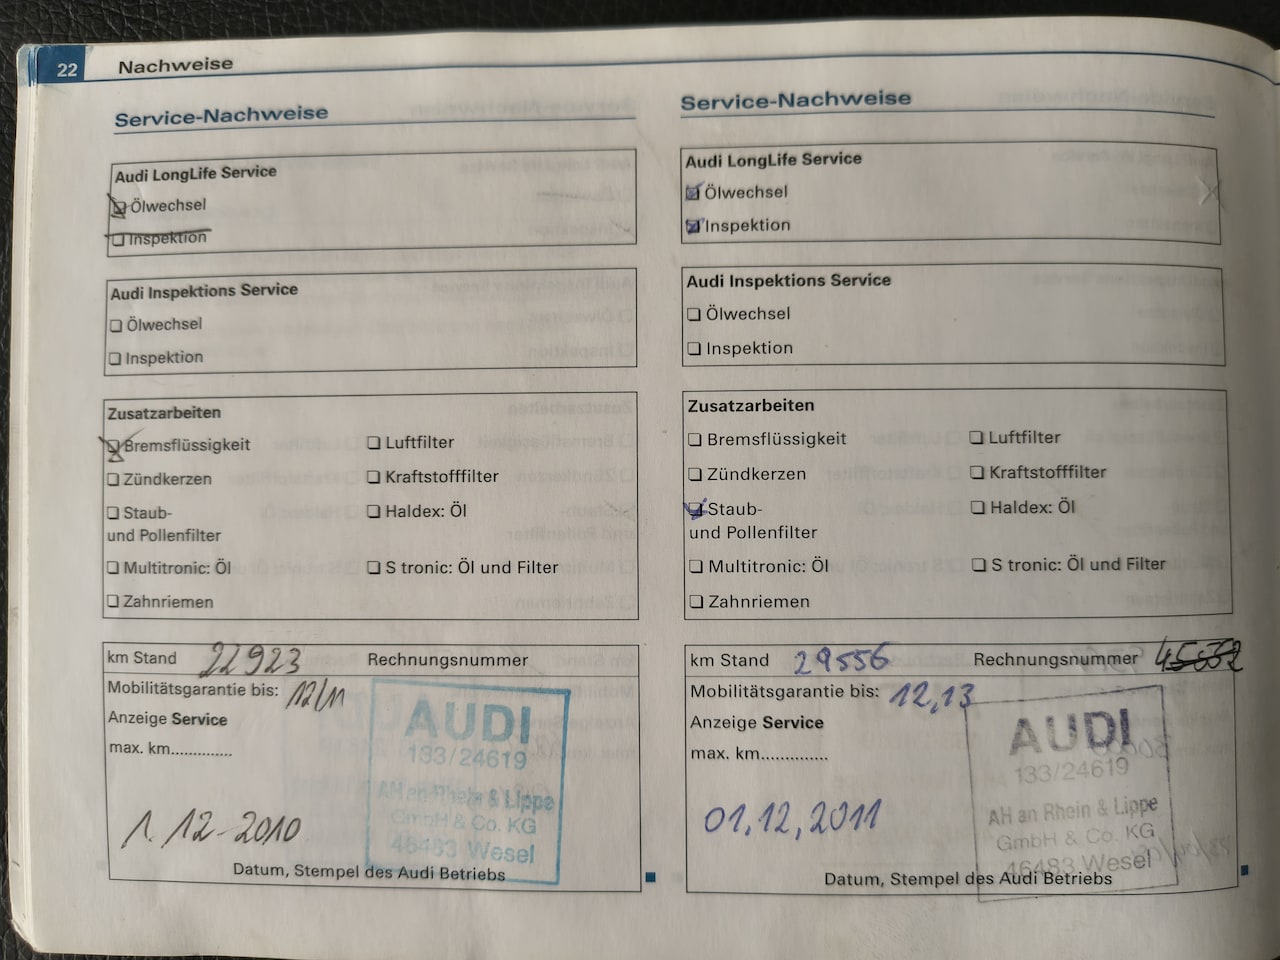 22 Nachweise
Service-Nachweise
Audi LongLife Service
Ölwechsel
Inspektion
Audi Inspektions Service
Ölwechsel
Inspektion
Zusatzarbeiten
Bremsflüssigkeit
Luftfilter
Zündkerzen
Kraftstofffilter
Staub-
und Pollenfilter
Haldex: Öl
Multitronic: Öl
S tronic: Öl und Filter
Zahnriemen
km Stand 22923 Rechnungsnummer
Mobilitätsgarantie bis: 12/11
Anzeige Service
max. km..............
AUDI
133/24619
AH an Rhein & Lippe
GmbH & Co. KG
46483 Wesel
1. 12-2010
Datum, Stempel des Audi Betriebs
Service-Nachweise
Audi LongLife Service
Ölwechsel
Inspektion
Audi Inspektions Service
Ölwechsel
Inspektion
Zusatzarbeiten
Bremsflüssigkeit
Luftfilter
Zündkerzen
Kraftstofffilter
Staub-
und Pollenfilter
Haldex: Öl
Multitronic: Öl
S tronic: Öl und Filter
Zahnriemen
km Stand 29556 Rechnungsnummer
Mobilitätsgarantie bis: 12,13
Anzeige Service
max. km...............
AUDI
133/24619
AH an Rhein & Lippe
GmbH & Co. KG
46483 Wesel
01,12,2011
Datum, Stempel des Audi Betriebs